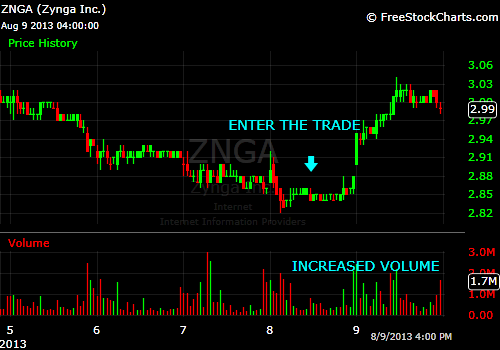 ZNGA (Zynga Inc.)
Aug 9 2013 04:00:00
© FreeStockCharts.com
Price History
3.06
3.03
3.00
2.99
2.97
2.94
2.91
2.88
2.85
2.82
ENTER THE TRADE
ZNGA
Zynga Inc.
Internet
Internet Information Providers
Volume
INCREASED VOLUME
3.0M
2.0M
1.7M
1.0M
0.0M
5 6 7 8 9
2013
8/9/2013 4:00 PM